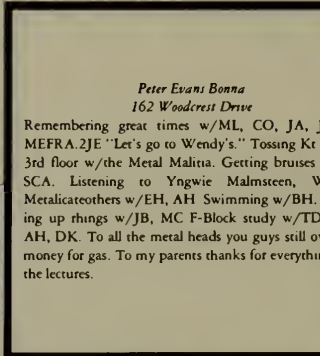 Peter Evans Bonna
162 Woodcrest Drive
Remembering great times w/ML, CO, JA,
MEFRA.2JE "Let's go to Wendy's." Tossing Kt
3rd floor w/the Metal Malitia. Getting bruises
SCA. Listening to Yngwie Malmsteen,
Metalicateothers w/EH, AH Swimming w/BH.
ing up things w/JB, MC F-Block study w/TD
AH, DK. To all the metal heads you guys still
money for gas. To my parents thanks for everythin
the lectures.